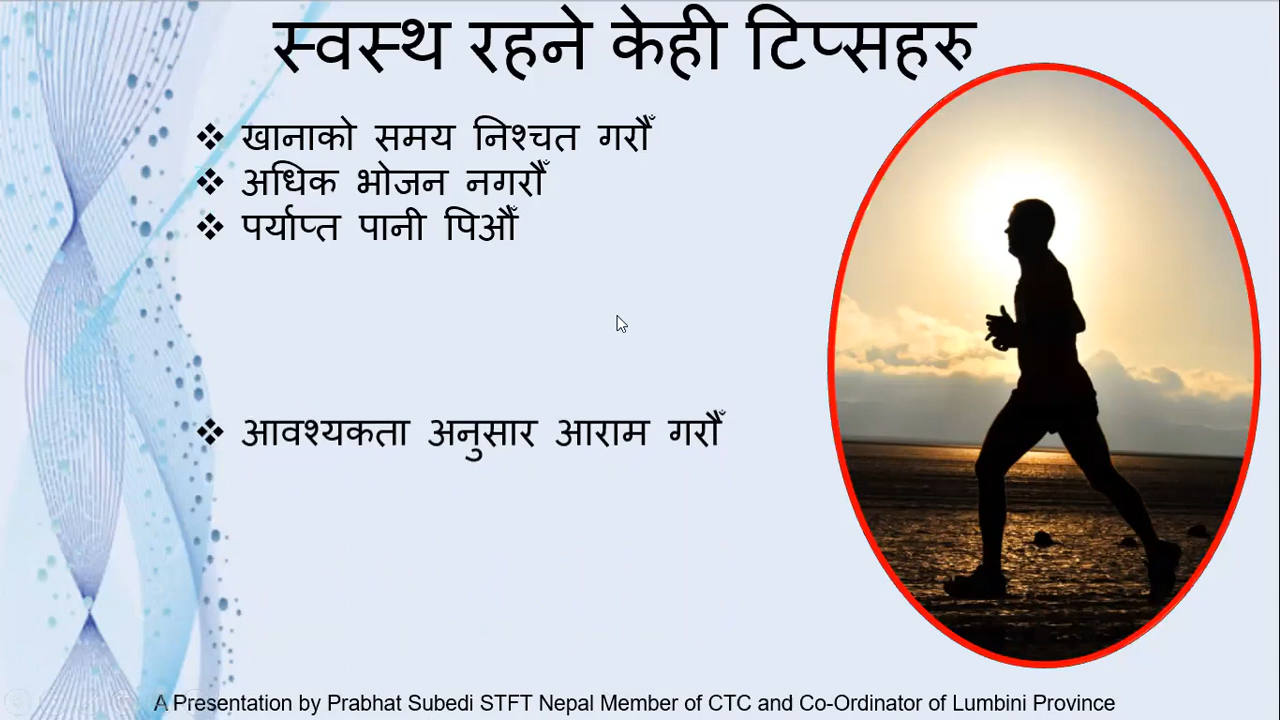 स्वस्थ रहने केही टिप्सहरु
❖ खानाको समय निश्चत गरौँ
❖ अधिक भोजन नगरौँ
❖ पर्याप्त पानी पिऔँ
❖ आवश्यकता अनुसार आराम गरौँ
A Presentation by Prabhat Subedi STFT Nepal Member of CTC and Co-Ordinator of Lumbini Province